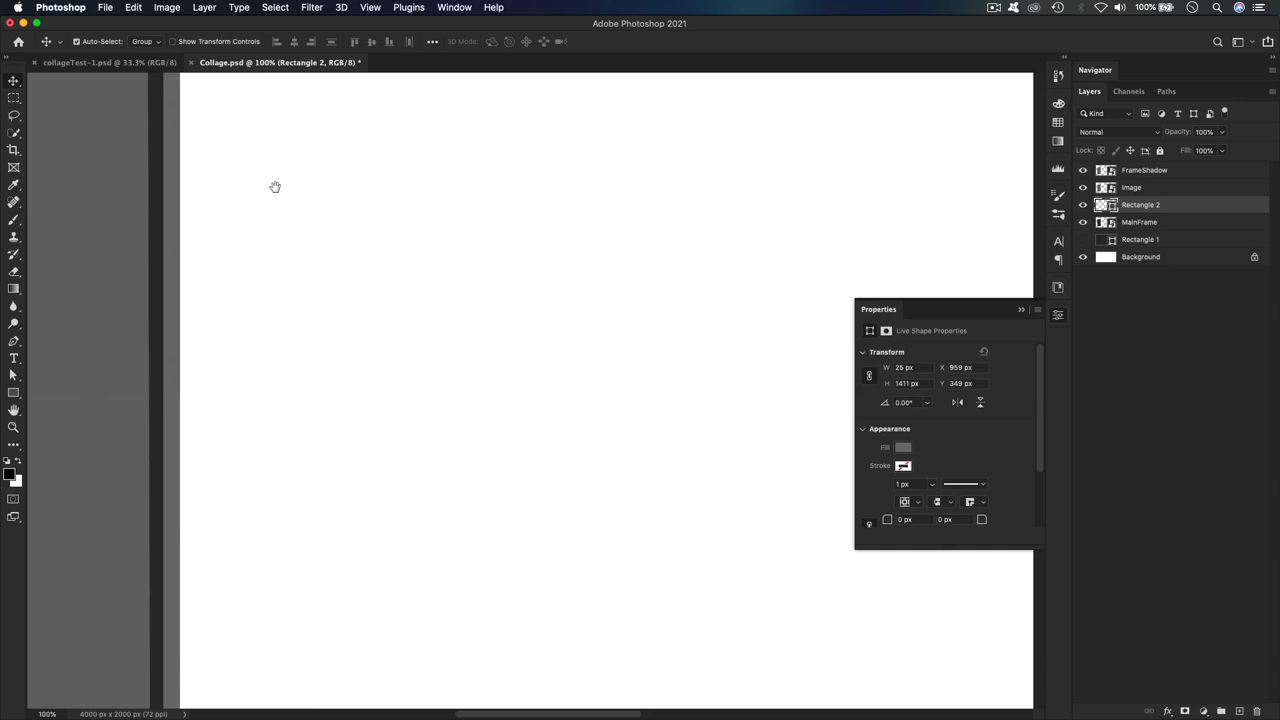 Photoshop File Edit Image Layer Type Select Filter 3D View Plugins Window Help 100%
Adobe Photoshop 2021
Auto-Select: Group Show Transform Controls 3D Mode:
collageTest-1.psd @ 33.3% (RGB/8) Collage.psd @ 100% (Rectangle 2, RGB/8) *
Navigator
Layers Channels Paths
Kind
Normal Opacity: 100%
Lock: Fill: 100%
FrameShadow
Image
Rectangle 2
MainFrame
Rectangle 1
Background
Properties
Live Shape Properties
Transform
W 25 px X 959 px
H 1411 px Y 349 px
0.00°
Appearance
Fill
Stroke
1 px
0 px 0 px
100% 4000 px x 2000 px (72 ppi)